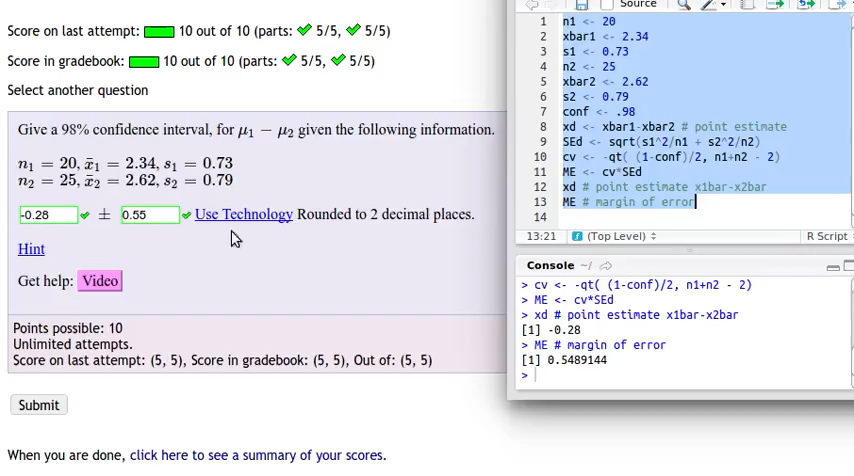 Score on last attempt: 10 out of 10 (parts: 5/5, 5/5)
Score in gradebook: 10 out of 10 (parts: 5/5, 5/5)
Select another question
Give a 98% confidence interval, for μ1 − μ2 given the following information.
n1 = 20, x̄1 = 2.34, s1 = 0.73
n2 = 25, x̄2 = 2.62, s2 = 0.79
-0.28 ± 0.55 Use Technology Rounded to 2 decimal places.
Hint
Get help: Video
Points possible: 10
Unlimited attempts.
Score on last attempt: (5, 5), Score in gradebook: (5, 5), Out of: (5, 5)
Submit
When you are done, click here to see a summary of your scores.
Source
1 n1 <- 20
2 xbar1 <- 2.34
3 s1 <- 0.73
4 n2 <- 25
5 xbar2 <- 2.62
6 s2 <- 0.79
7 conf <- .98
8 xd <- xbar1-xbar2 # point estimate
9 SEd <- sqrt(s1^2/n1 + s2^2/n2)
10 cv <- -qt( (1-conf)/2, n1+n2 - 2)
11 ME <- cv*SEd
12 xd # point estimate x1bar-x2bar
13 ME # margin of error
14
13:21 (Top Level) R Script
Console ~/
> cv <- -qt( (1-conf)/2, n1+n2 - 2)
> ME <- cv*SEd
> xd # point estimate x1bar-x2bar
[1] -0.28
> ME # margin of error
[1] 0.5489144
>